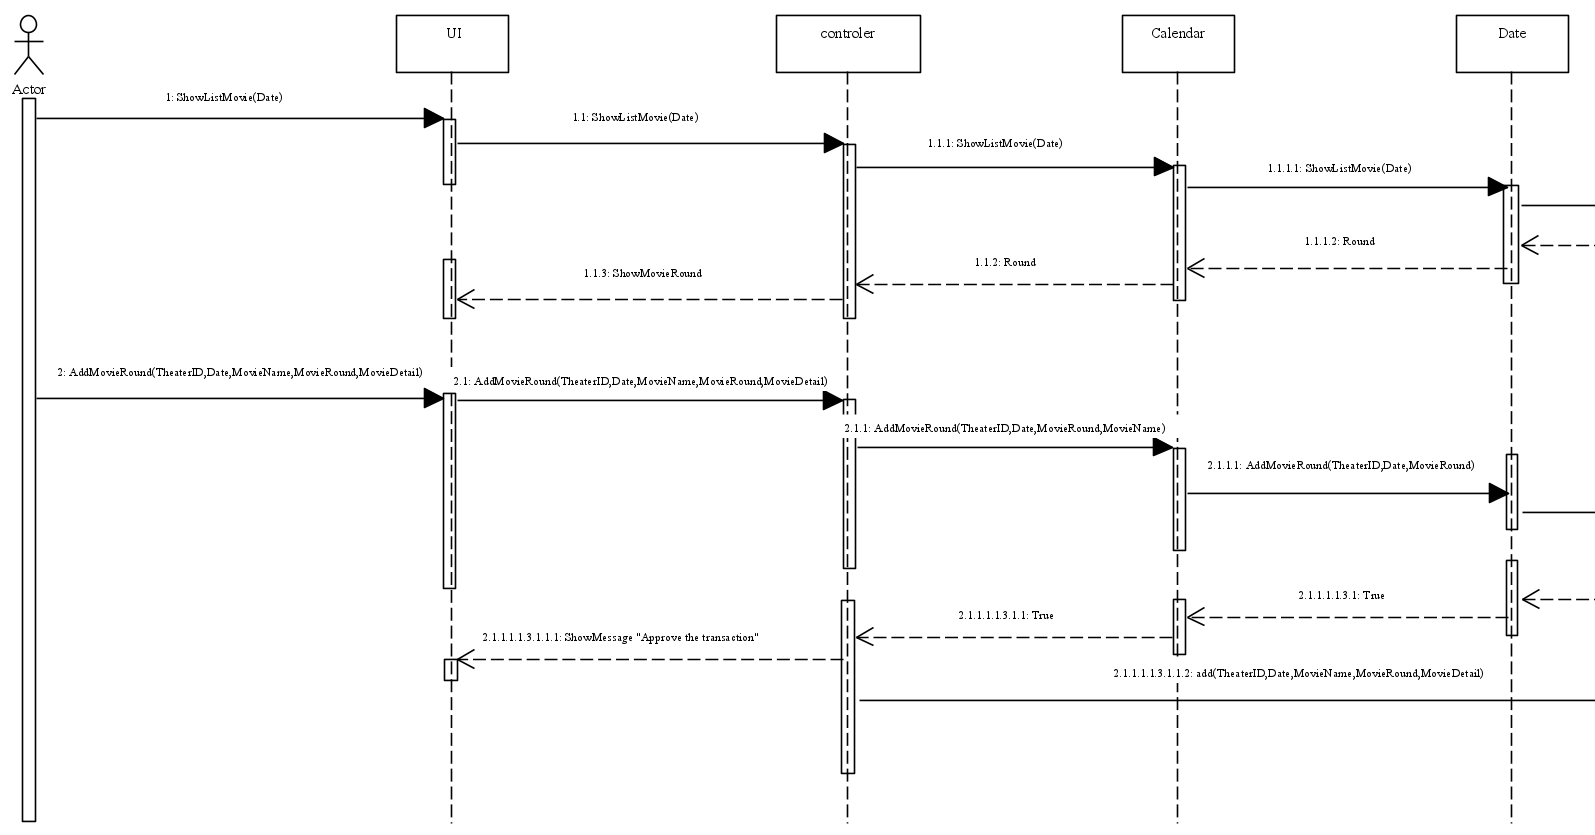 UI
controler
Calendar
Date
Actor
1: ShowListMovie(Date)
1.1: ShowListMovie(Date)
1.1.1: ShowListMovie(Date)
1.1.1.1: ShowListMovie(Date)
1.1.1.2: Round
1.1.2: Round
1.1.3: ShowMovieRound
2: AddMovieRound(TheaterID,Date,MovieName,MovieRound,MovieDetail)
2.1: AddMovieRound(TheaterID,Date,MovieName,MovieRound,MovieDetail)
2.1.1: AddMovieRound(TheaterID,Date,MovieRound,MovieName)
2.1.1.1: AddMovieRound(TheaterID,Date,MovieRound)
2.1.1.1.1.3.1: True
2.1.1.1.1.3.1.1: True
2.1.1.1.1.3.1.1.1: ShowMessage "Approve the transaction"
2.1.1.1.1.3.1.1.2: add(TheaterID,Date,MovieName,MovieRound,MovieDetail)